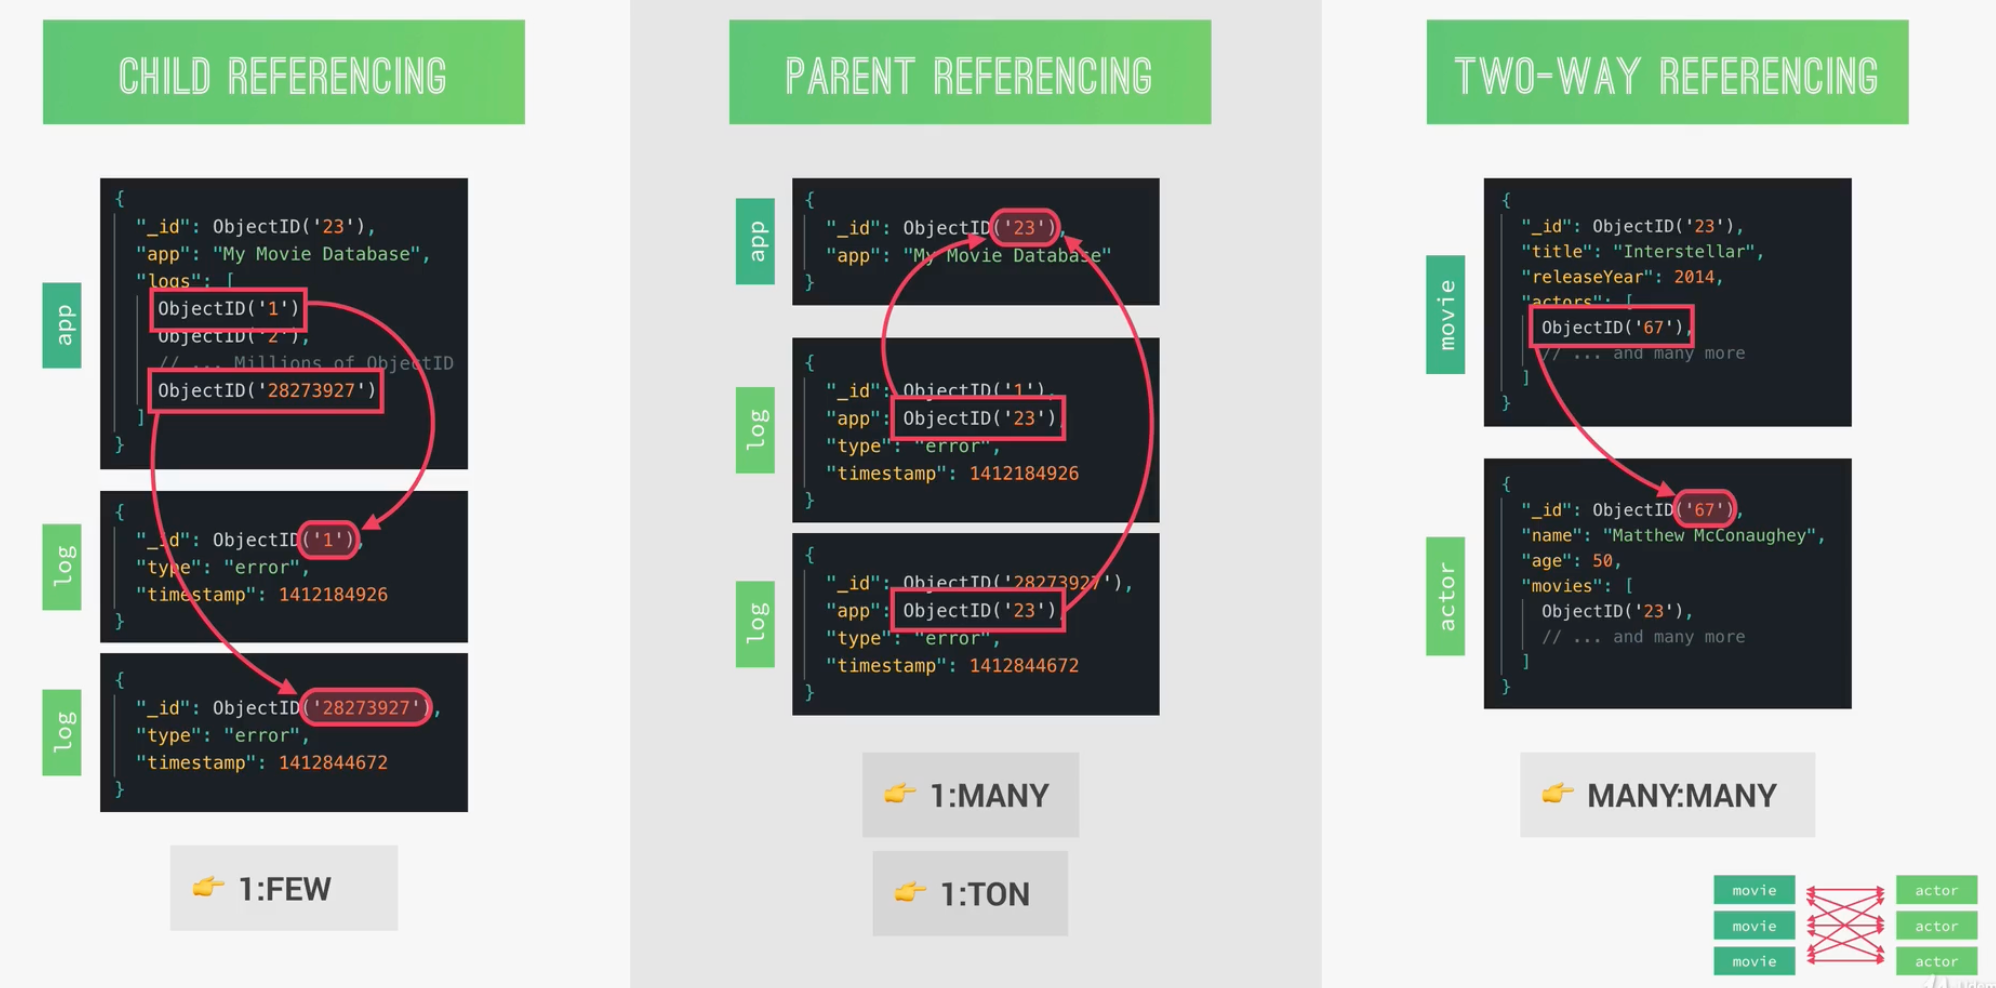 CHILD REFERENCING
app
{
"_id": ObjectID('23'),
"app": "My Movie Database",
"logs": [
ObjectID('1')
ObjectID('2'),
// ... Millions of ObjectID
ObjectID('28273927')
]
}
log
{
"_id": ObjectID('1'),
"type": "error",
"timestamp": 1412184926
}
log
{
"_id": ObjectID('28273927'),
"type": "error",
"timestamp": 1412844672
}
👉 1:FEW
PARENT REFERENCING
app
{
"_id": ObjectID('23'),
"app": "My Movie Database"
}
log
{
"_id": ObjectID('1'),
"app": ObjectID('23'),
"type": "error",
"timestamp": 1412184926
}
log
{
"_id": ObjectID('28273927'),
"app": ObjectID('23'),
"type": "error",
"timestamp": 1412844672
}
👉 1:MANY
👉 1:TON
TWO-WAY REFERENCING
movie
{
"_id": ObjectID('23'),
"title": "Interstellar",
"releaseYear": 2014,
"actors": [
ObjectID('67'),
// ... and many more
]
}
actor
{
"_id": ObjectID('67'),
"name": "Matthew McConaughey",
"age": 50,
"movies": [
ObjectID('23'),
// ... and many more
]
}
👉 MANY:MANY
movie actor
movie actor
movie actor